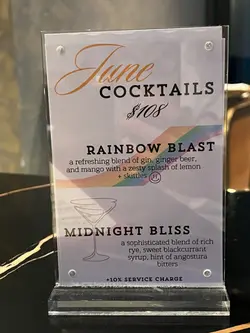 June
COCKTAILS
$108
RAINBOW BLAST
a refreshing blend of gin, ginger beer,
and mango with a zesty splash of lemon
+ skittles
MIDNIGHT BLISS
a sophisticated blend of rich
rye, sweet blackcurrant
syrup, hint of angostura
bitters
+10% SERVICE CHARGE